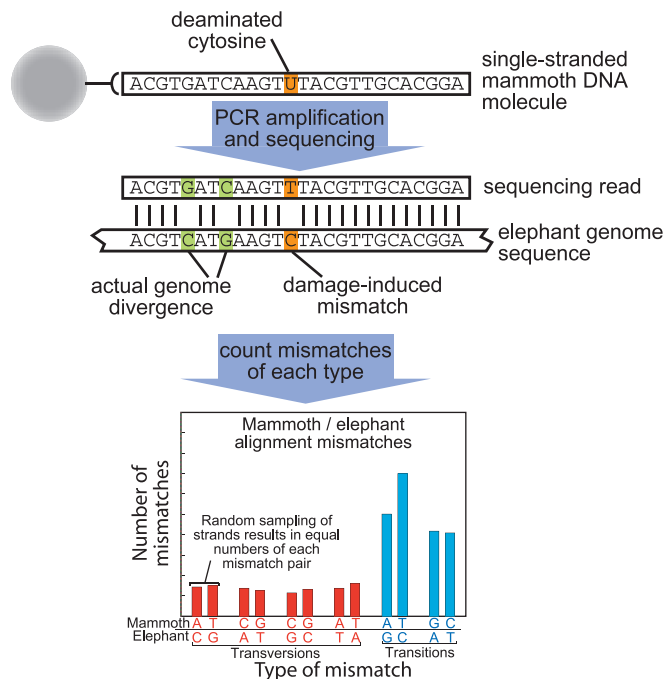 deaminated
cytosine
ACGTGATCAAGTUTACGTTGCACGGA
single-stranded
mammoth DNA
molecule
PCR amplification
and sequencing
ACGTGATCAAGTTTACGTTGCACGGA
sequencing read
ACGTCATGAAGTCTACGTTGCACGGA
elephant genome
sequence
actual genome
divergence
damage-induced
mismatch
count mismatches
of each type
Mammoth / elephant
alignment mismatches
Number of
mismatches
Random sampling of
strands results in equal
numbers of each
mismatch pair
Mammoth A T C G C G A T A T G C
Elephant C G A T G C T A G C A T
Transversions
Transitions
Type of mismatch